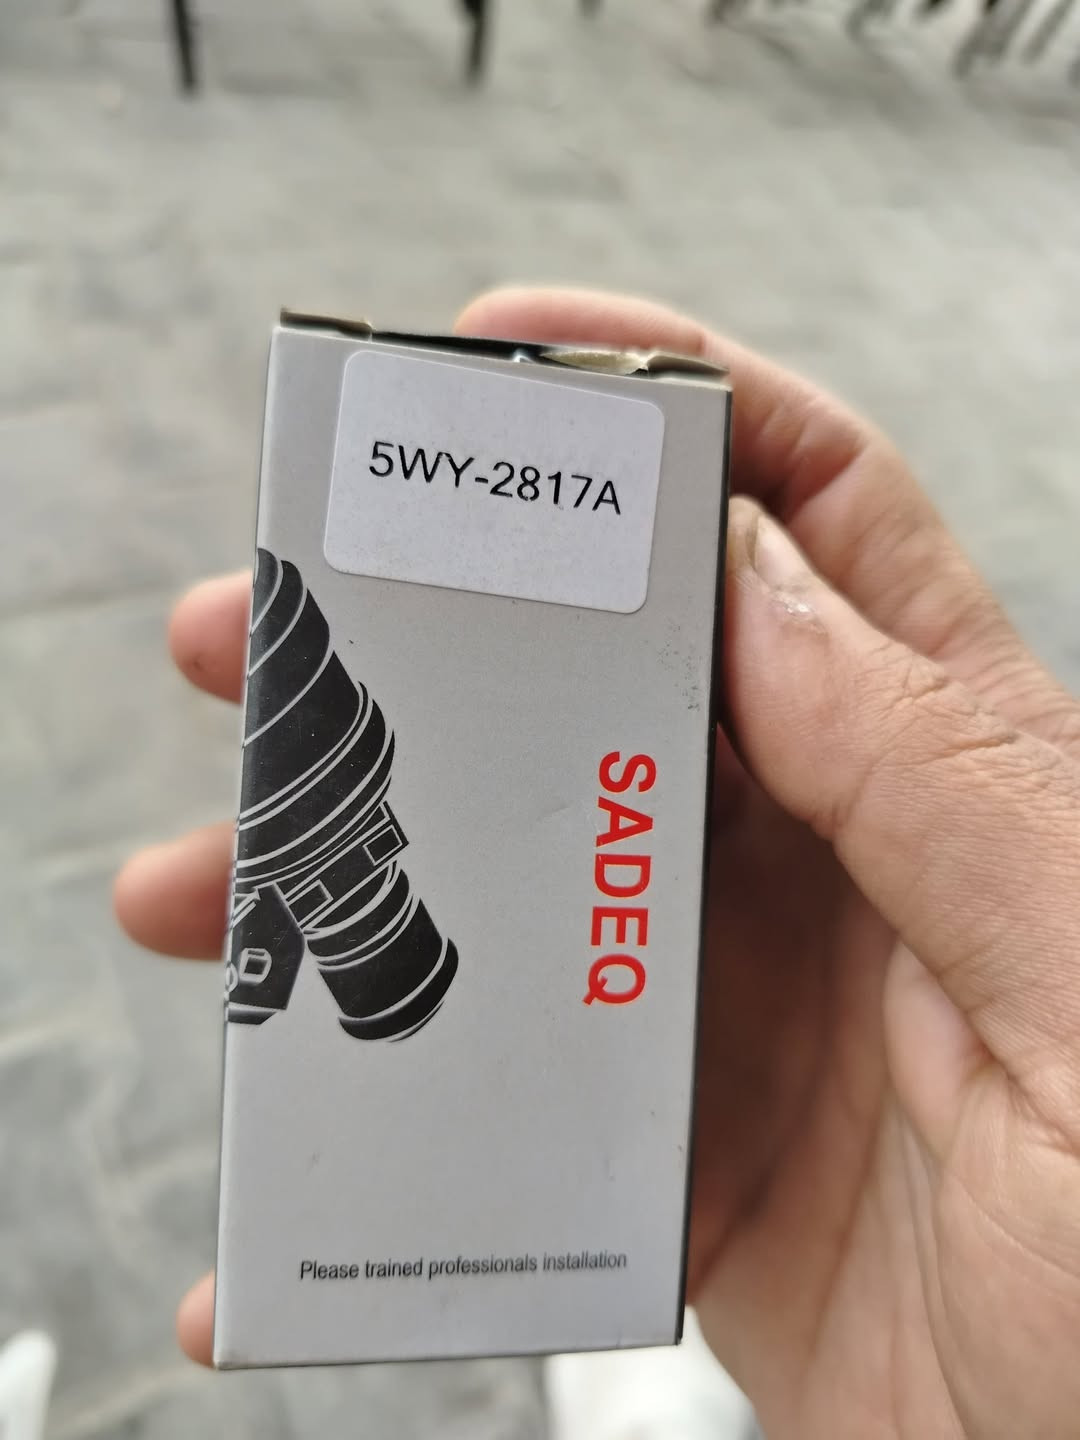 5WY-2817A
SADEQ
Please trained professionals installation